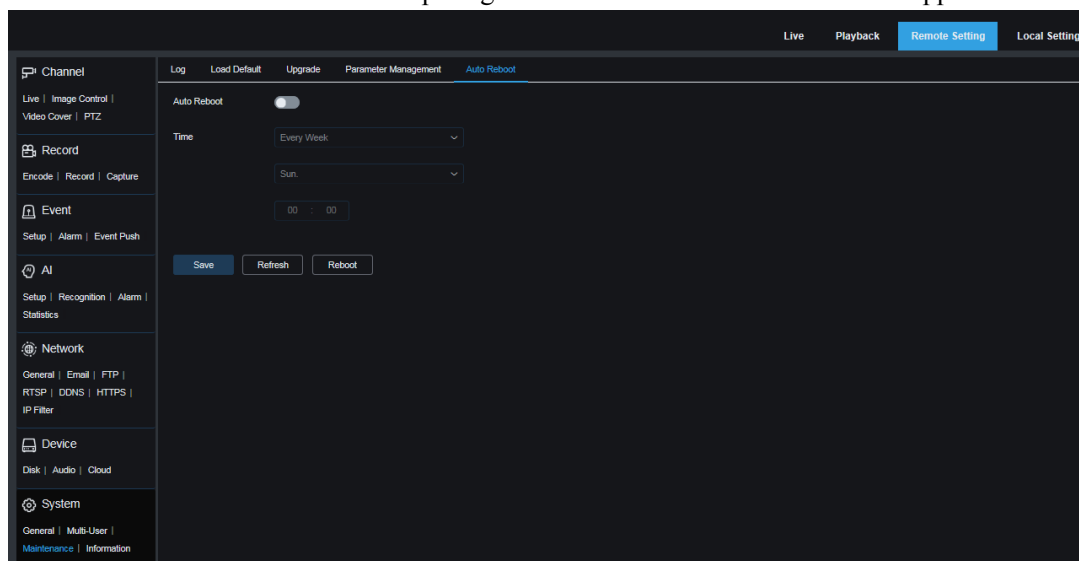 Live Playback Remote Setting Local Setting
Channel
Live | Image Control |
Video Cover | PTZ
Record
Encode | Record | Capture
Event
Setup | Alarm | Event Push
AI
Setup | Recognition | Alarm |
Statistics
Network
General | Email | FTP |
RTSP | DDNS | HTTPS |
IP Filter
Device
Disk | Audio | Cloud
System
General | Multi-User |
Maintenance | Information
Log Load Default Upgrade Parameter Management Auto Reboot
Auto Reboot
Time Every Week
Sun.
00 : 00
Save Refresh Reboot